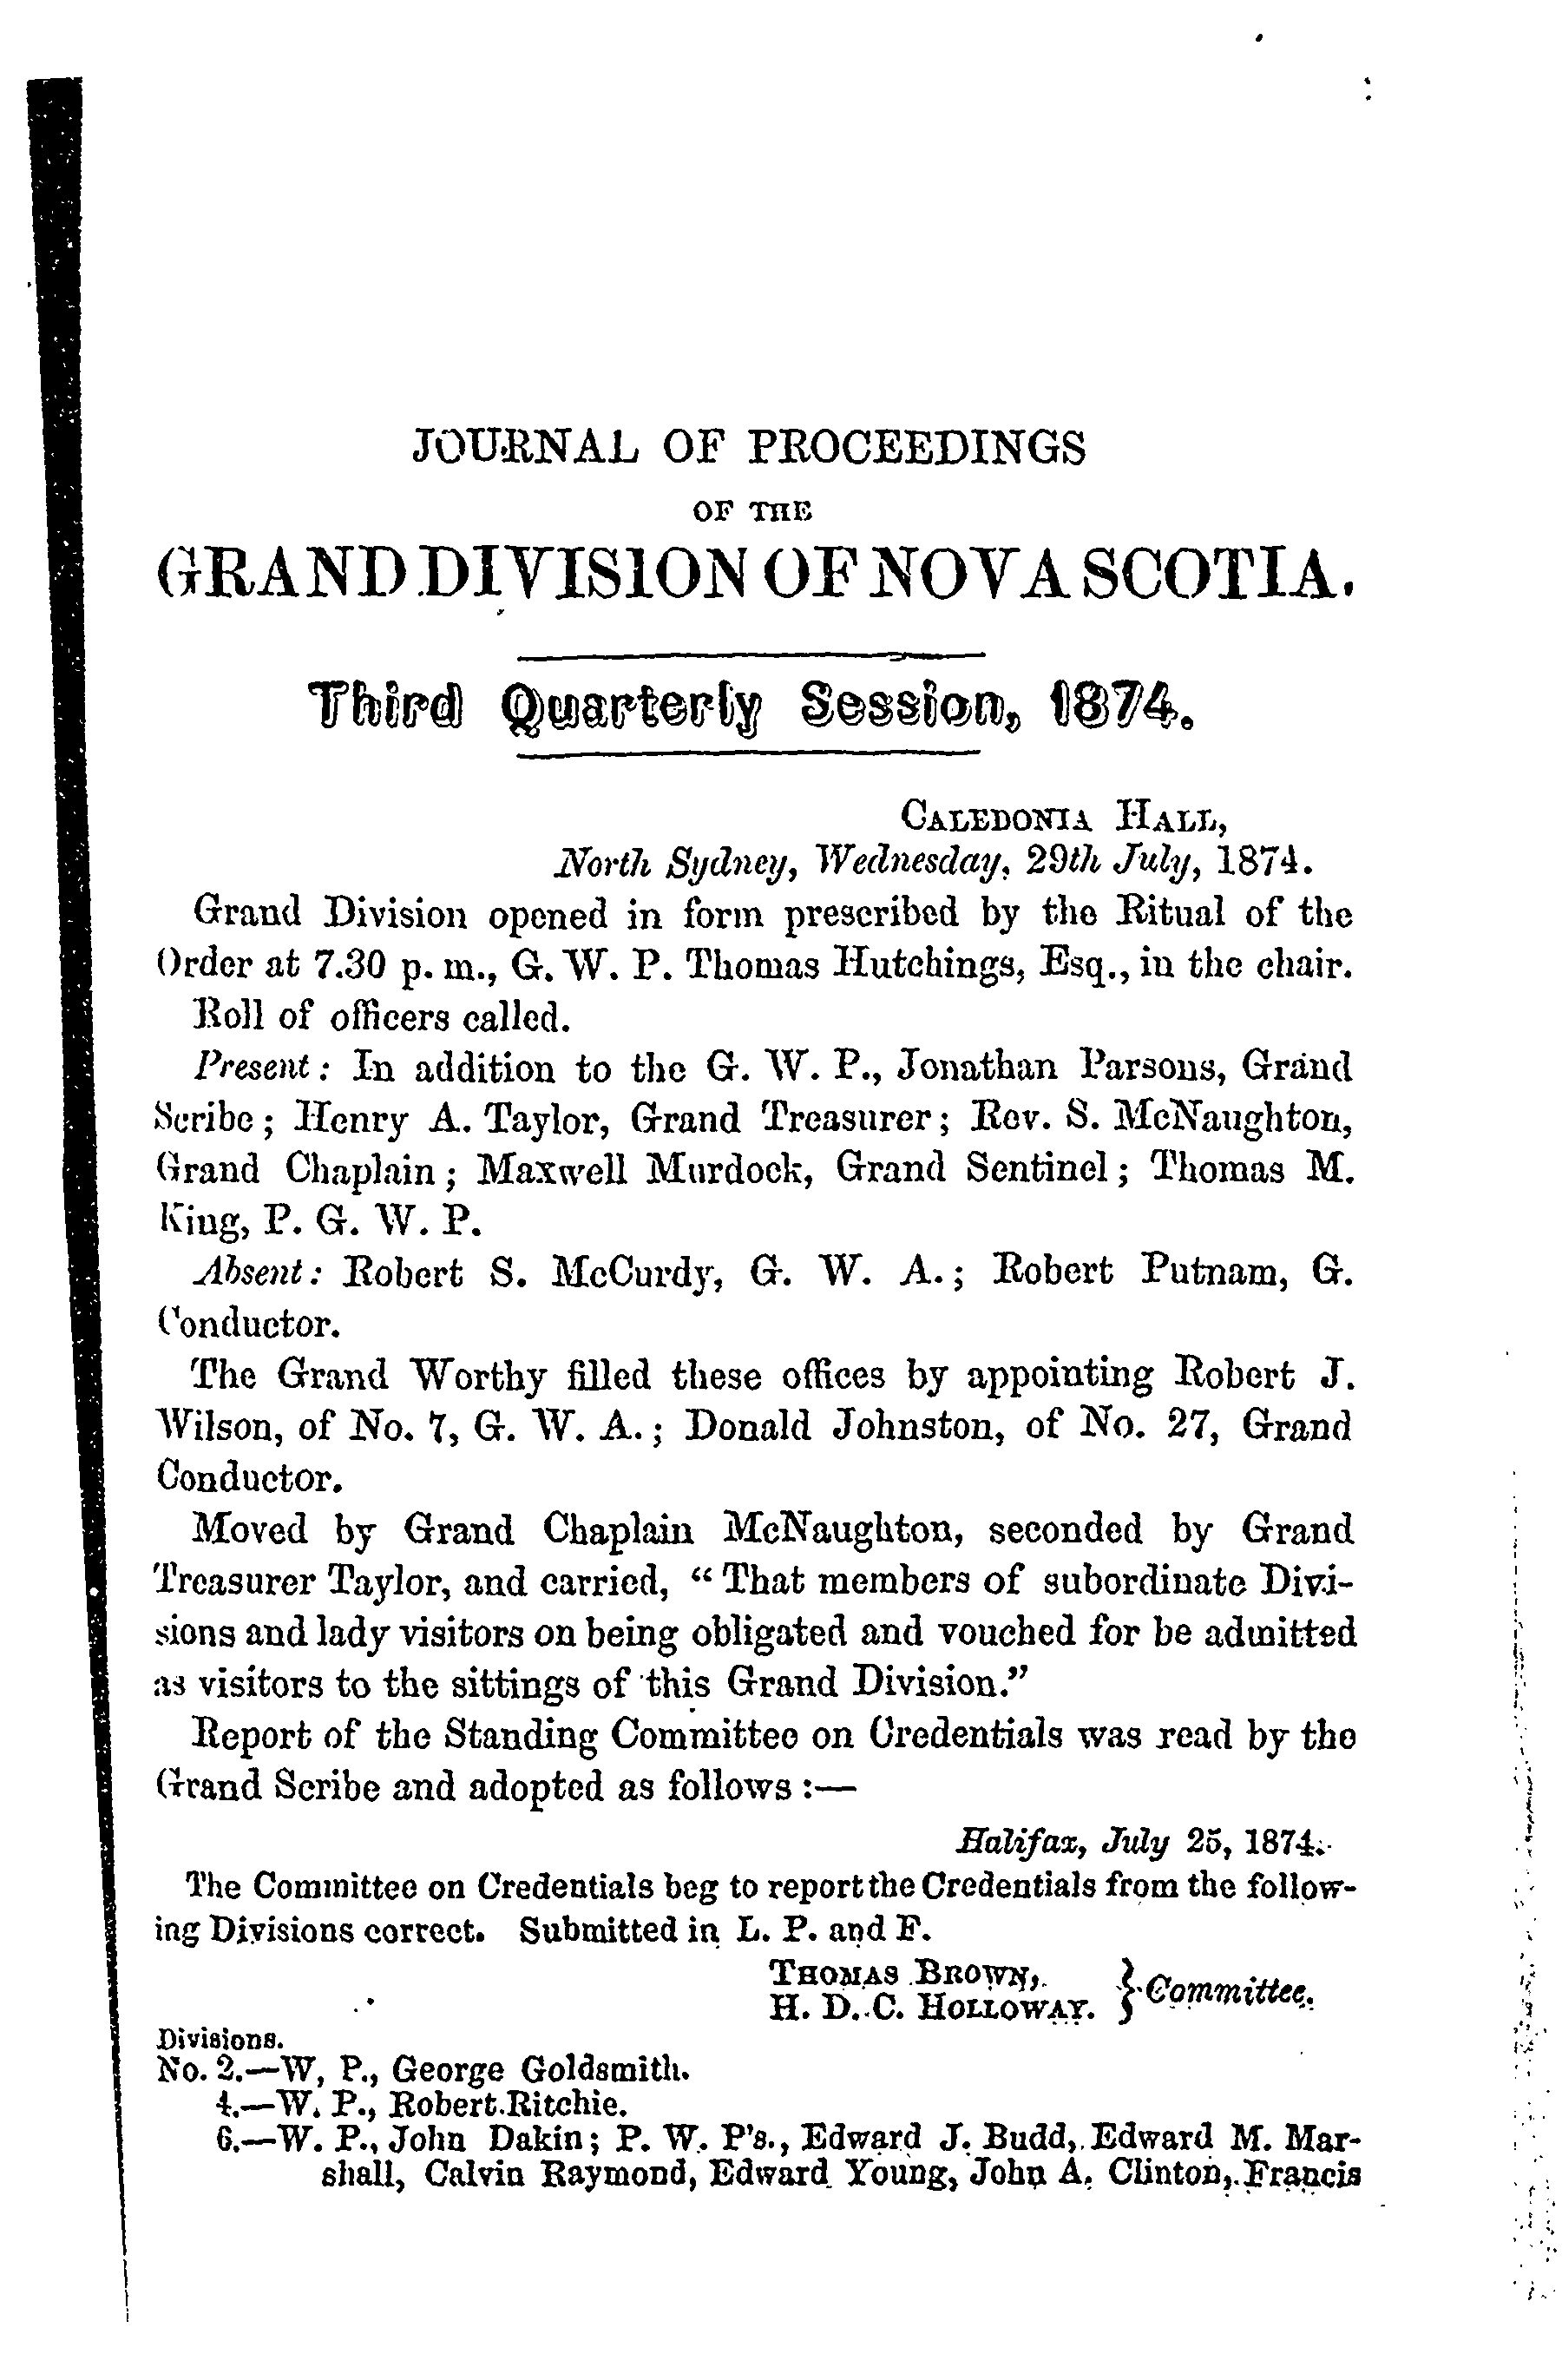 JOURNAL OF PROCEEDINGS
OF THE
GRAND DIVISION OF NOVA SCOTIA.
Third Quarterly Session, 1874.
CALEDONIA HALL,
North Sydney, Wednesday, 29th July, 1874.
Grand Division opened in form prescribed by the Ritual of the
Order at 7.30 p. m., G. W. P. Thomas Hutchings, Esq., in the chair.
Roll of officers called.
Present: In addition to the G. W. P., Jonathan Parsons, Grand
Scribe; Henry A. Taylor, Grand Treasurer; Rev. S. McNaughton,
Grand Chaplain; Maxwell Murdock, Grand Sentinel; Thomas M.
King, P. G. W. P.
Absent: Robert S. McCurdy, G. W. A.; Robert Putnam, G.
Conductor.
The Grand Worthy filled these offices by appointing Robert J.
Wilson, of No. 7, G. W. A.; Donald Johnston, of No. 27, Grand
Conductor.
Moved by Grand Chaplain McNaughton, seconded by Grand
Treasurer Taylor, and carried, “That members of subordinate Divi-
sions and lady visitors on being obligated and vouched for be admitted
as visitors to the sittings of this Grand Division.”
Report of the Standing Committee on Credentials was read by the
Grand Scribe and adopted as follows:—
Halifax, July 25, 1874.
The Committee on Credentials beg to report the Credentials from the follow-
ing Divisions correct. Submitted in L. P. and F.
THOMAS BROWN,
H. D. C. HOLLOWAY. } Committee.
Divisions.
No. 2.—W, P., George Goldsmith.
4.—W. P., Robert Ritchie.
6.—W. P., John Dakin; P. W. P's., Edward J. Budd, Edward M. Mar-
shall, Calvin Raymond, Edward Young, John A. Clinton, Francis